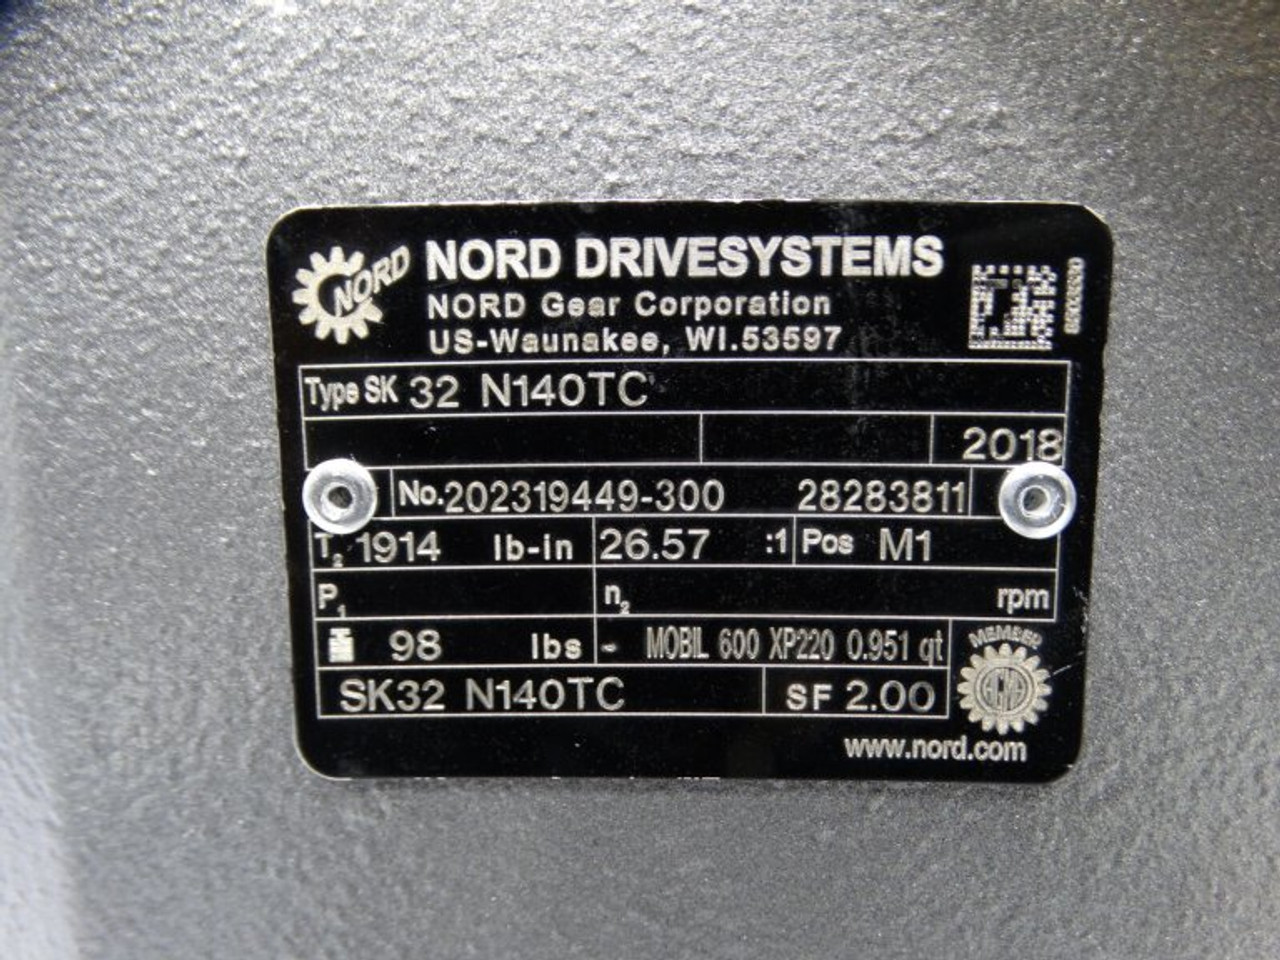 NORD
NORD DRIVESYSTEMS
NORD Gear Corporation
US-Waunakee, WI.53597
Type SK 32 N140TC
2018
No. 202319449-300 28283811
T2 1914 lb-in 26.57 :1 Pos M1
P1 n2 rpm
98 lbs - MOBIL 600 XP220 0.951 qt
MEMBER
AGMA
SK32 N140TC SF 2.00
www.nord.com